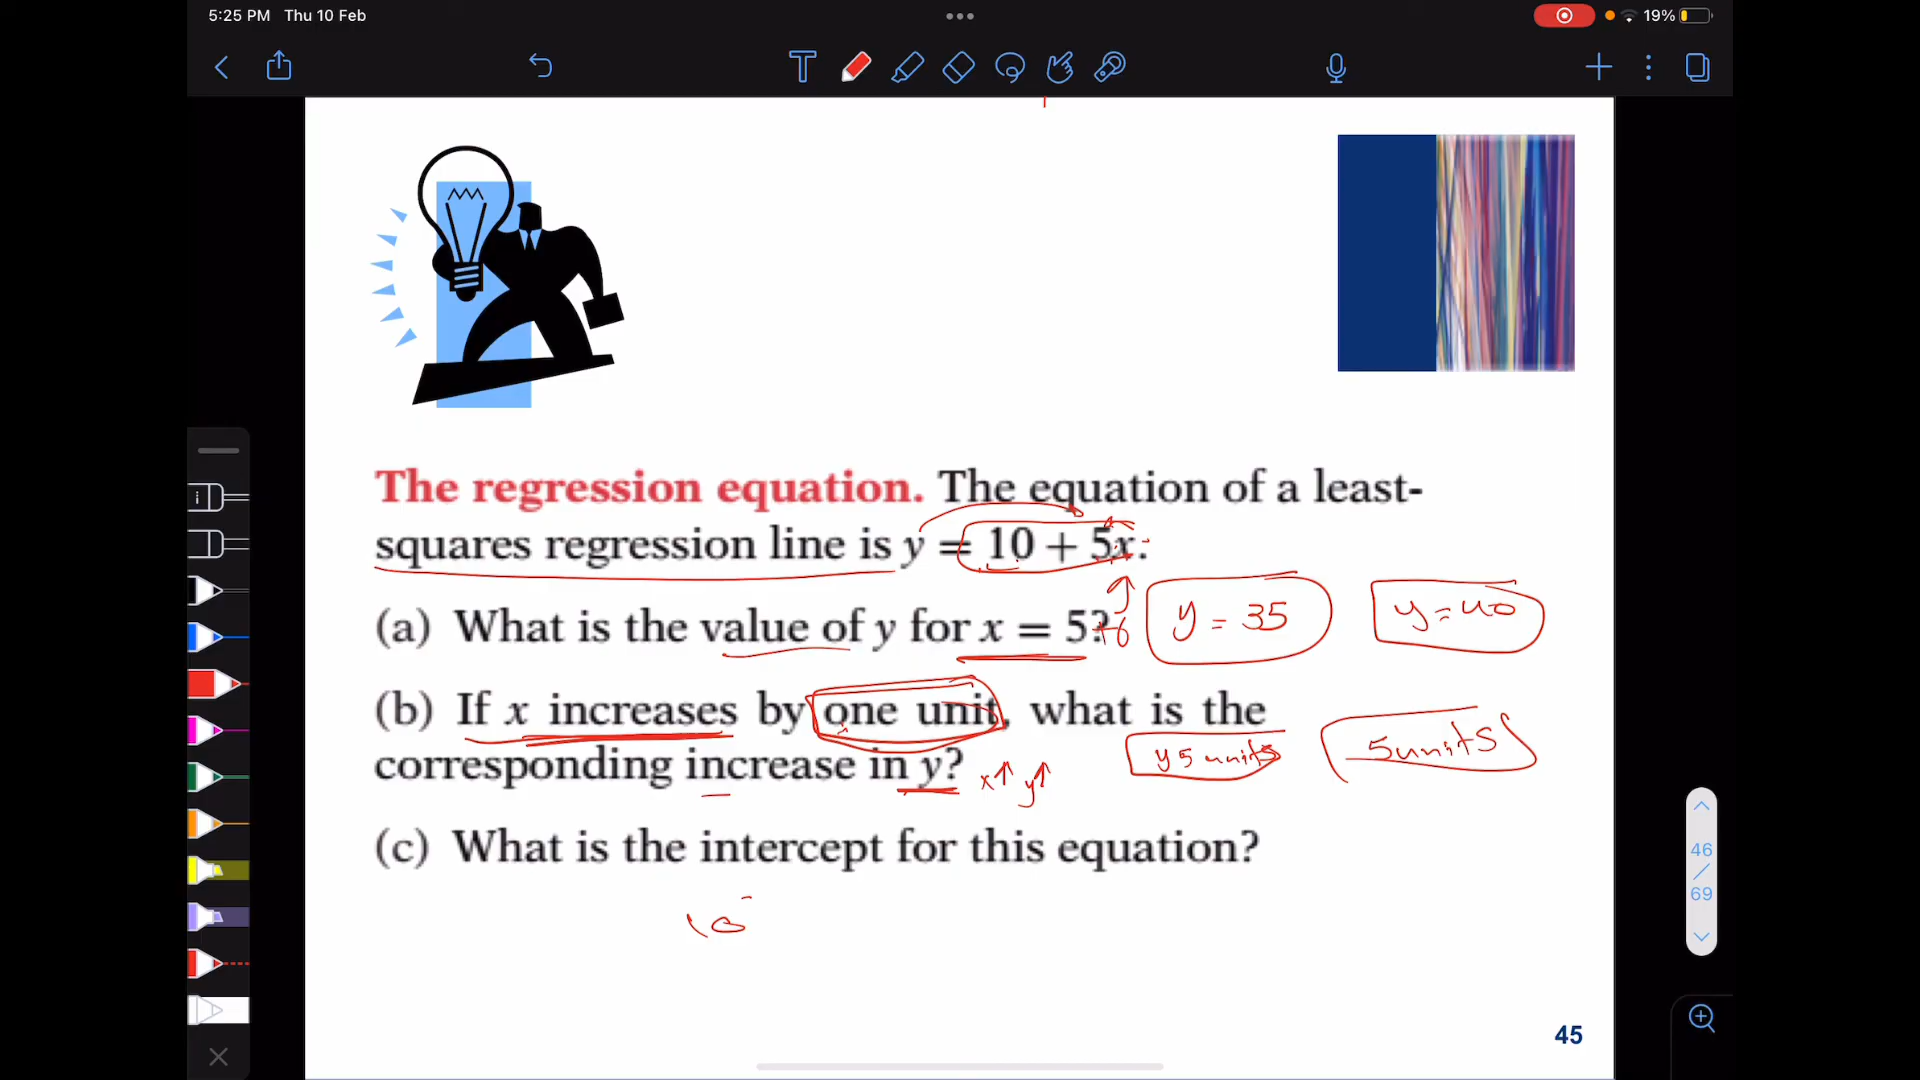 5:25 PM Thu 10 Feb
19%
The regression equation. The equation of a least-
squares regression line is y = 10 + 5x.
(a) What is the value of y for x = 5?
+6
y = 35
y = 40
(b) If x increases by one unit, what is the
corresponding increase in y?
x↑ y↑
y 5 units
5 units
(c) What is the intercept for this equation?
10
46
/
69
45